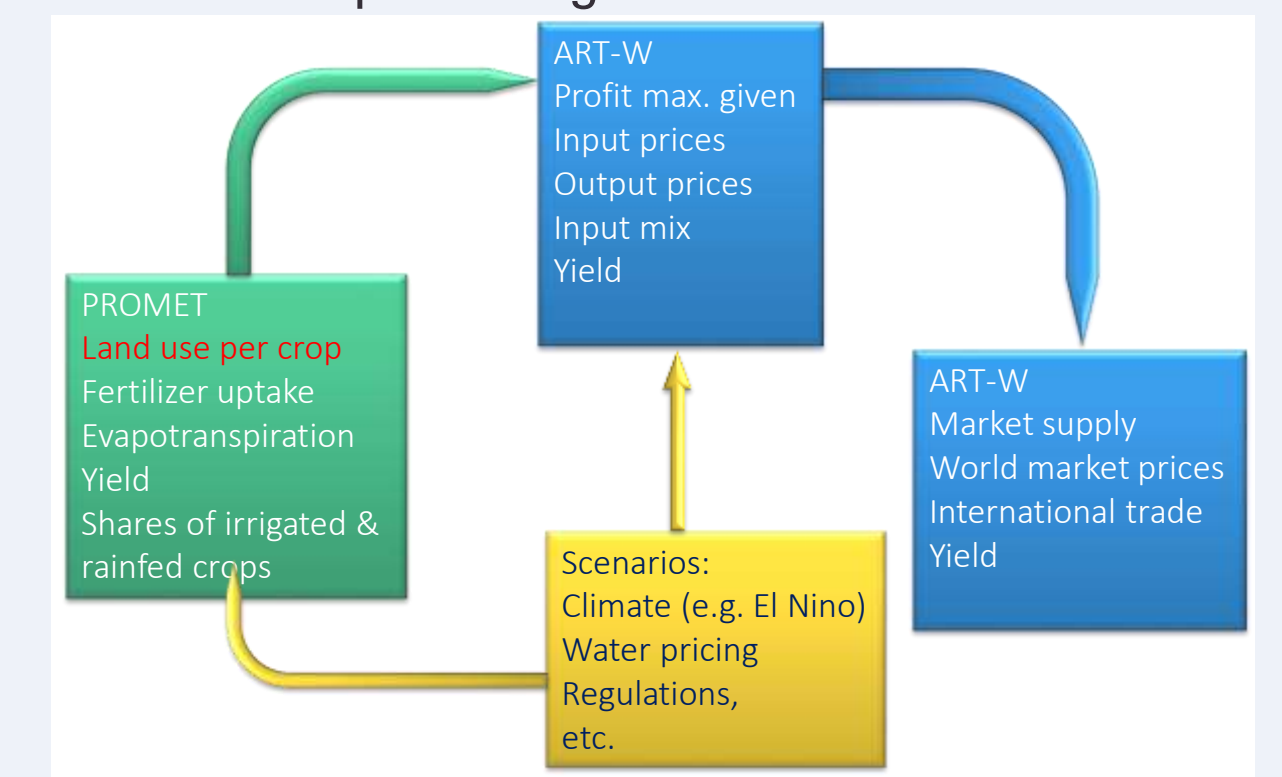 ART-W
Profit max. given
Input prices
Output prices
Input mix
Yield
PROMET
Land use per crop
Fertilizer uptake
Evapotranspiration
Yield
Shares of irrigated &
rainfed crops
ART-W
Market supply
World market prices
International trade
Yield
Scenarios:
Climate (e.g. El Nino)
Water pricing
Regulations,
etc.